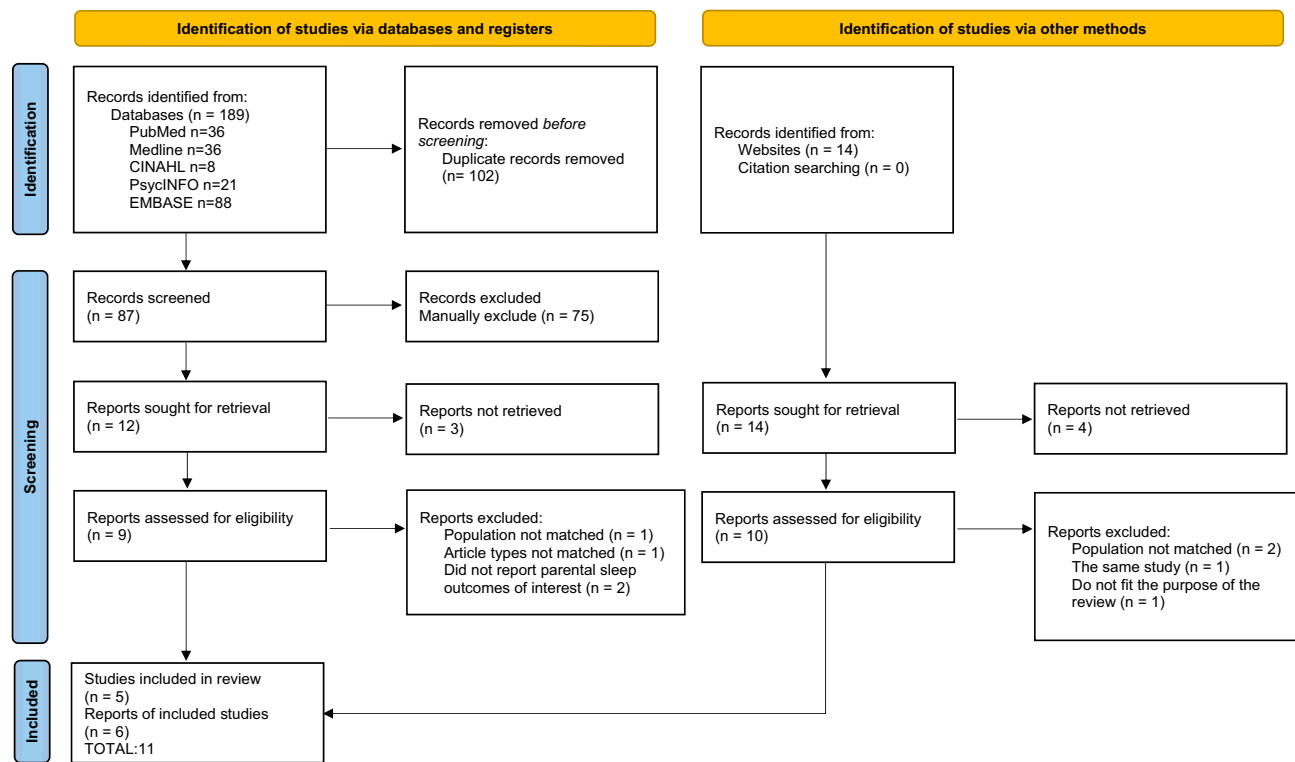 Identification of studies via databases and registers
Identification of studies via other methods
Identification
Records identified from:
Databases (n = 189)
PubMed n=36
Medline n=36
CINAHL n=8
PsycINFO n=21
EMBASE n=88
Records removed before
screening:
Duplicate records removed
(n= 102)
Records identified from:
Websites (n = 14)
Citation searching (n = 0)
Screening
Records screened
(n = 87)
Records excluded
Manually exclude (n = 75)
Reports sought for retrieval
(n = 12)
Reports not retrieved
(n = 3)
Reports sought for retrieval
(n = 14)
Reports not retrieved
(n = 4)
Reports assessed for eligibility
(n = 9)
Reports excluded:
Population not matched (n = 1)
Article types not matched (n = 1)
Did not report parental sleep
outcomes of interest (n = 2)
Reports assessed for eligibility
(n = 10)
Reports excluded:
Population not matched (n = 2)
The same study (n = 1)
Do not fit the purpose of the
review (n = 1)
Included
Studies included in review
(n = 5)
Reports of included studies
(n = 6)
TOTAL:11